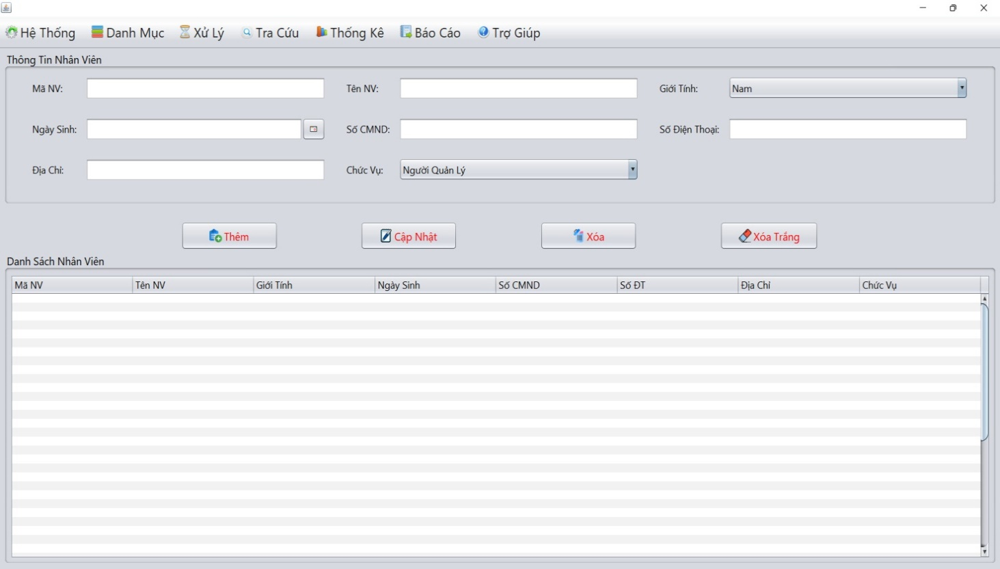 Hệ Thống Danh Mục Xử Lý Tra Cứu Thống Kê Báo Cáo Trợ Giúp
Thông Tin Nhân Viên
Mã NV: Tên NV: Giới Tính: Nam
Ngày Sinh: Số CMND: Số Điện Thoại:
Địa Chỉ: Chức Vụ: Người Quản Lý
Thêm Cập Nhật Xóa Xóa Trắng
Danh Sách Nhân Viên
Mã NV Tên NV Giới Tính Ngày Sinh Số CMND Số ĐT Địa Chỉ Chức Vụ